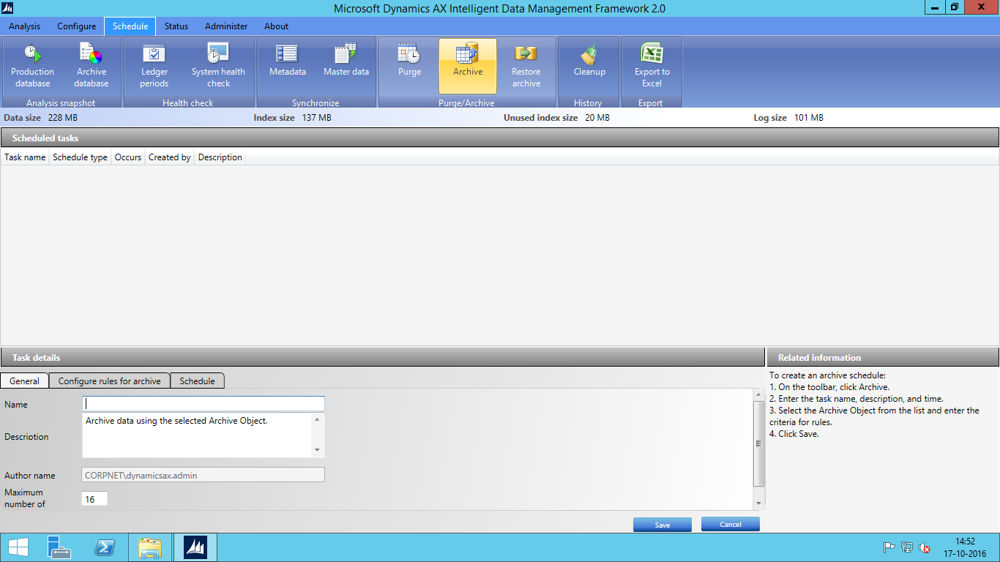 Microsoft Dynamics AX Intelligent Data Management Framework 2.0
Analysis Configure Schedule Status Administer About
Production database
Archive database
Analysis snapshot
Ledger periods
System health check
Health check
Metadata
Master data
Synchronize
Purge
Archive
Restore archive
Purge/Archive
Cleanup
History
Export to Excel
Export
Data size 228 MB Index size 137 MB Unused index size 20 MB Log size 101 MB
Scheduled tasks
Task name Schedule type Occurs Created by Description
Task details
General Configure rules for archive Schedule
Name
Description
Archive data using the selected Archive Object.
Author name CORPNET\dynamicsax.admin
Maximum
number of
16
Save Cancel
Related information
To create an archive schedule:
1. On the toolbar, click Archive.
2. Enter the task name, description, and time.
3. Select the Archive Object from the list and enter the
criteria for rules.
4. Click Save.
14:52
17-10-2016